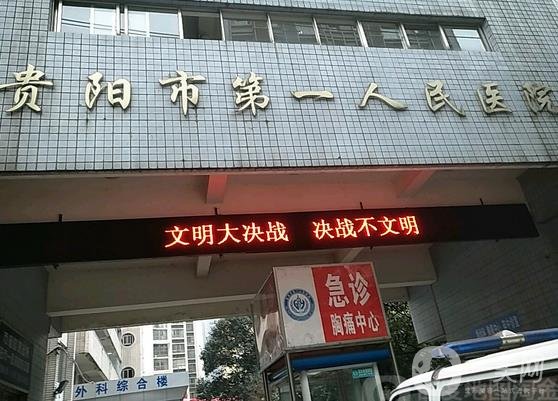 贵阳市第一人民医院
文明大决战 决战不文明
急诊
胸痛中心
外科综合楼